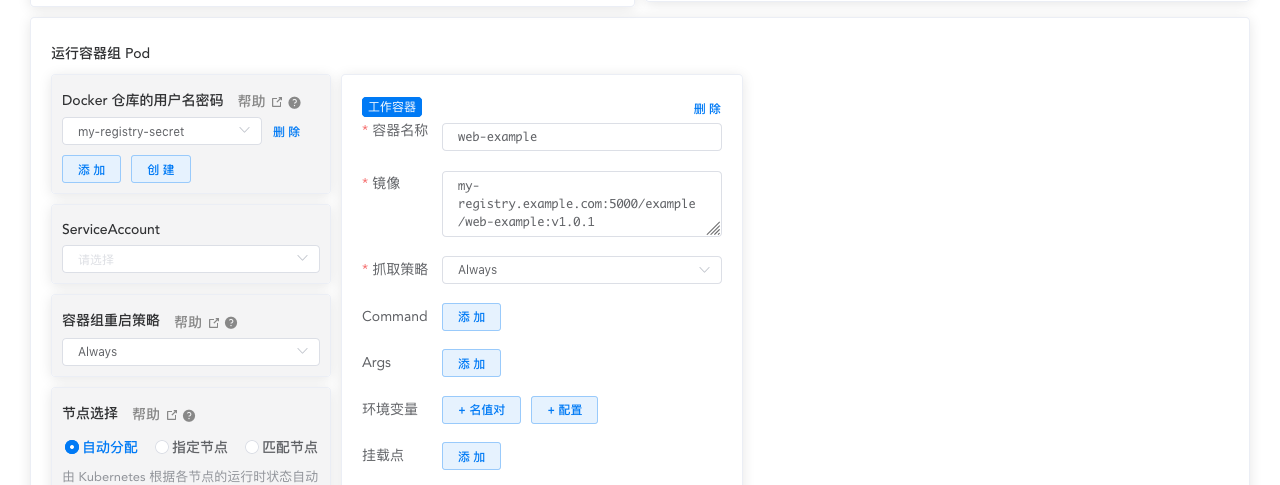 运行容器组 Pod
Docker 仓库的用户名密码 帮助
my-registry-secret 删 除
添 加 创 建
ServiceAccount
请选择
容器组重启策略 帮助
Always
节点选择 帮助
自动分配 指定节点 匹配节点
由 Kubernetes 根据各节点的运行时状态自动
工作容器 删 除
* 容器名称 web-example
* 镜像 my-
registry.example.com:5000/example
/web-example:v1.0.1
* 抓取策略 Always
Command 添 加
Args 添 加
环境变量 + 名值对 + 配置
挂载点 添 加